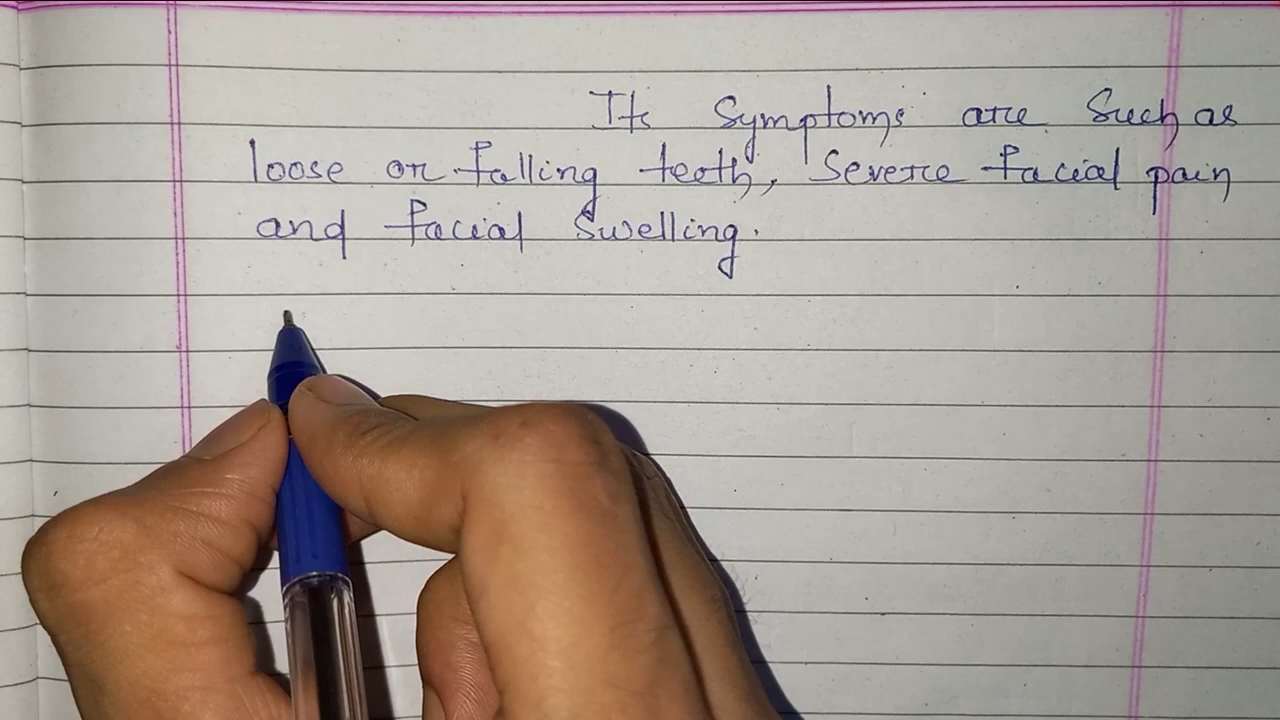 Its Symptoms are Such as
loose or falling teeth, Severe facial pain
and facial Swelling.